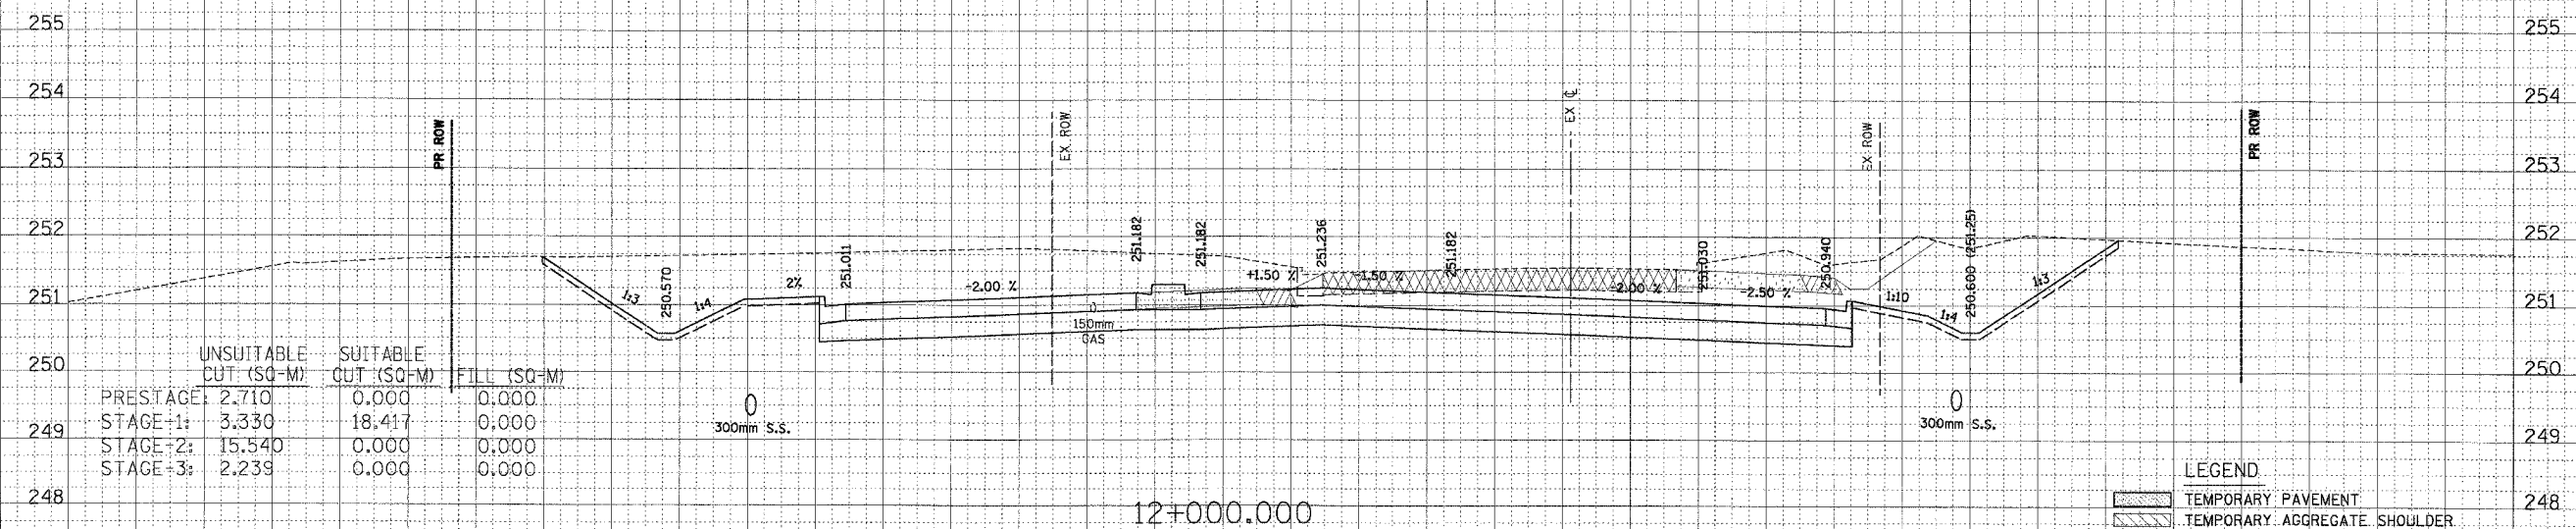 255 255
254 254
253 253
252 252
251 251
250 250
249 249
248 248
PR ROW
EX ROW
EX ℄
EX ROW
PR ROW
1:3
250.570
1:4
2%
251.011
-2.00 %
251.182
251.182
+1.50 %
251.236
-1.50 %
251.182
-2.00 %
251.030
-2.50 %
250.940
1:10
1:4
250.600 (251.25)
1:3
150mm
GAS
UNSUITABLE SUITABLE
CUT (SQ-M) CUT (SQ-M) FILL (SQ-M)
PRESTAGE: 2.710 0.000 0.000
STAGE-1: 3.330 18.417 0.000
STAGE-2: 15.540 0.000 0.000
STAGE-3: 2.239 0.000 0.000
0
300mm S.S.
0
300mm S.S.
12+000.000
LEGEND
TEMPORARY PAVEMENT
TEMPORARY AGGREGATE SHOULDER